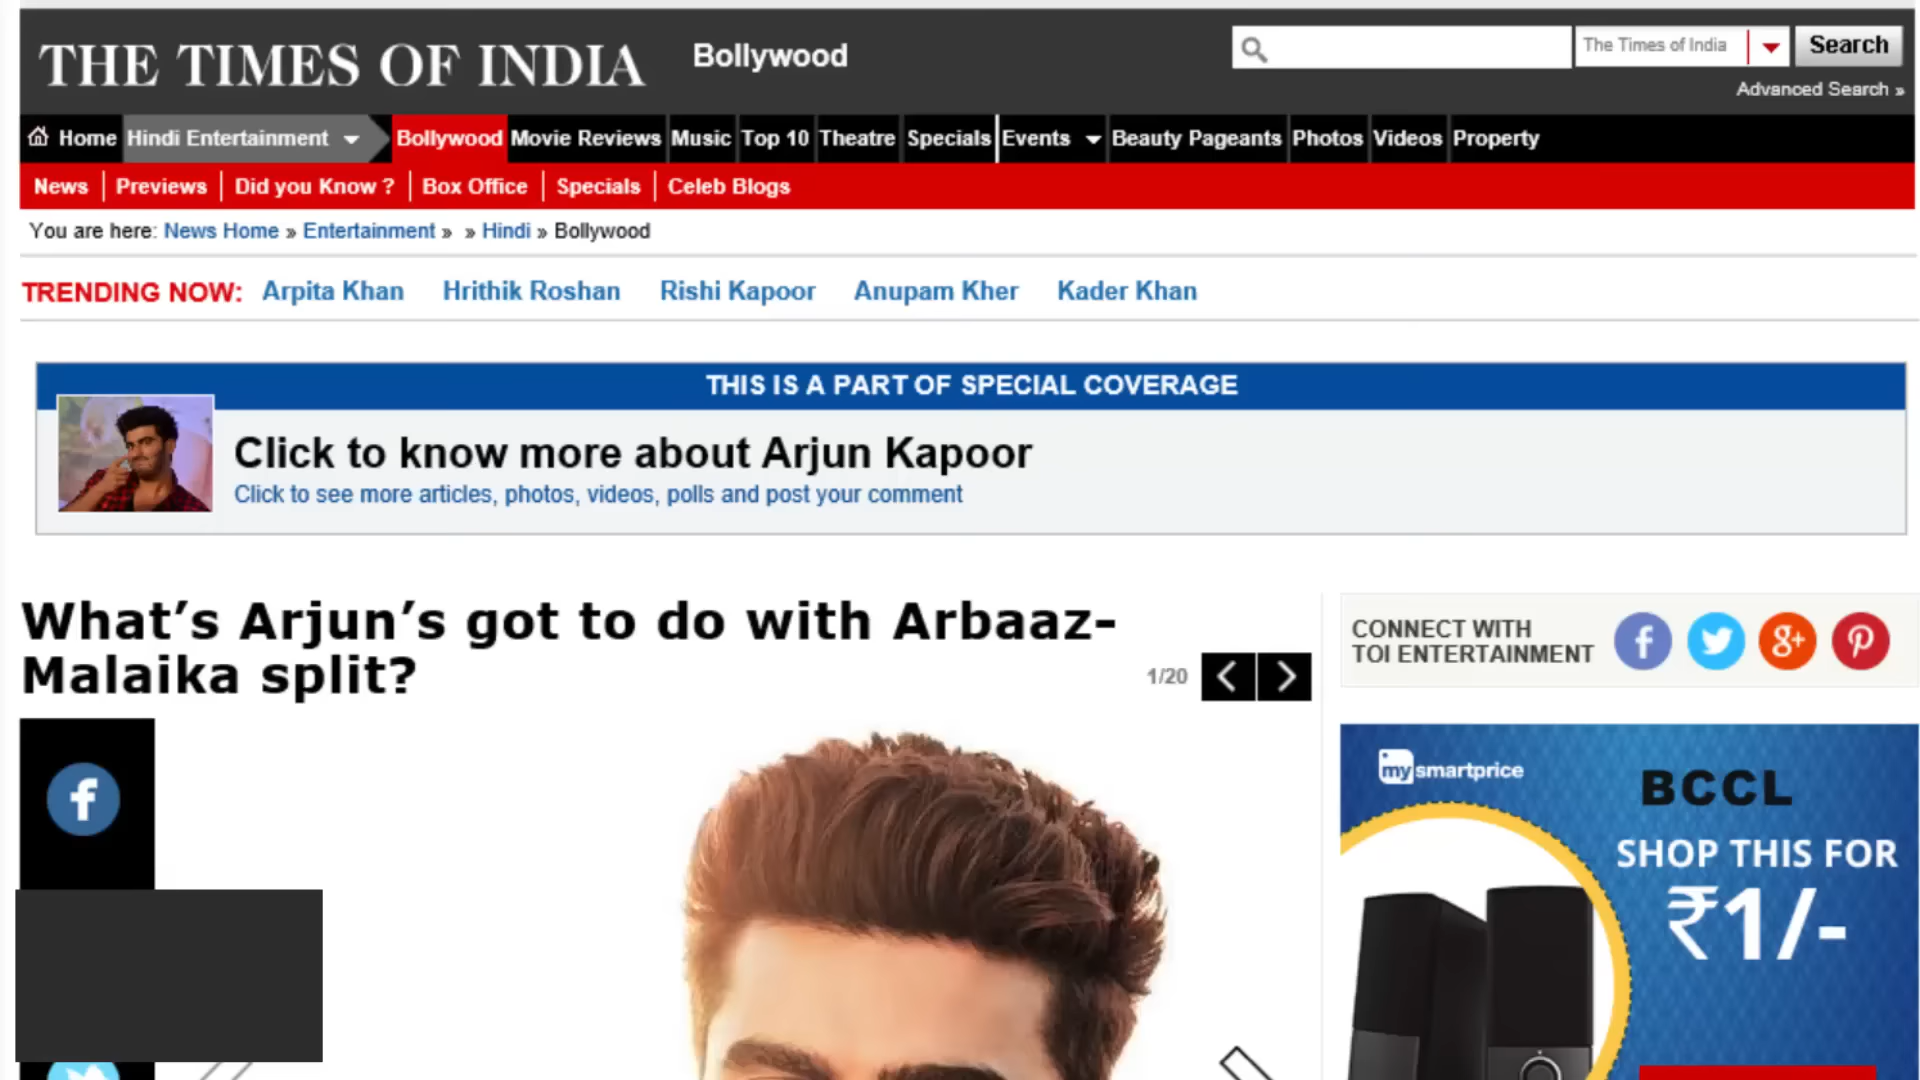 THE TIMES OF INDIA Bollywood
The Times of India Search
Advanced Search »
Home Hindi Entertainment Bollywood Movie Reviews Music Top 10 Theatre Specials Events Beauty Pageants Photos Videos Property
News Previews Did you Know ? Box Office Specials Celeb Blogs
You are here: News Home » Entertainment » » Hindi » Bollywood
TRENDING NOW: Arpita Khan Hrithik Roshan Rishi Kapoor Anupam Kher Kader Khan
THIS IS A PART OF SPECIAL COVERAGE
Click to know more about Arjun Kapoor
Click to see more articles, photos, videos, polls and post your comment
What’s Arjun’s got to do with Arbaaz-
Malaika split?
1/20
CONNECT WITH
TOI ENTERTAINMENT
f
g+
f
my smartprice
BCCL
SHOP THIS FOR
₹1/-